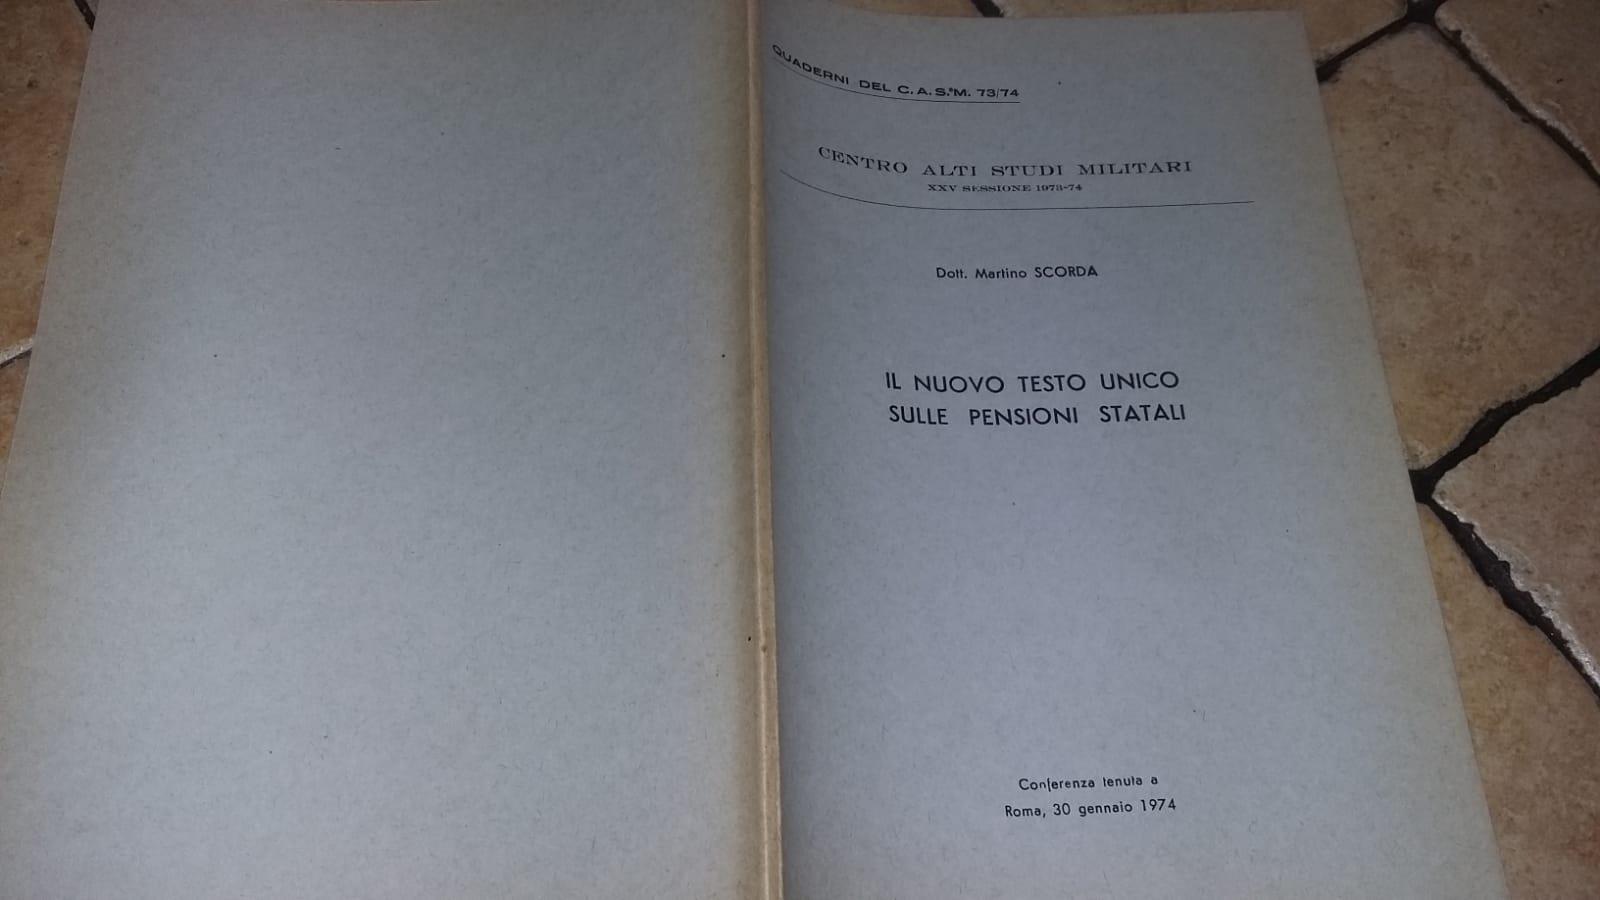 QUADERNI DEL C.A.S.M. 73/74
CENTRO ALTI STUDI MILITARI
XXV SESSIONE 1973-74
Dott. Martino SCORDA
IL NUOVO TESTO UNICO
SULLE PENSIONI STATALI
Conferenza tenuta a
Roma, 30 gennaio 1974